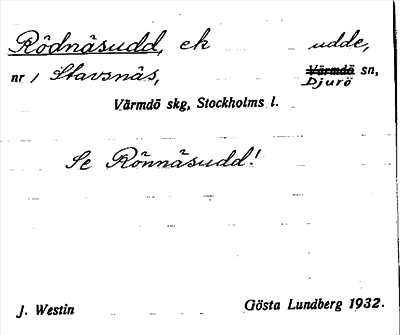 Rödnäsudd, ek udde,
nr 1 Stavsnäs, Värmdö sn,
Djurö
Värmdö skg, Stockholms l.
Se Rönnäsudd!
J. Westin Gösta Lundberg 1932.